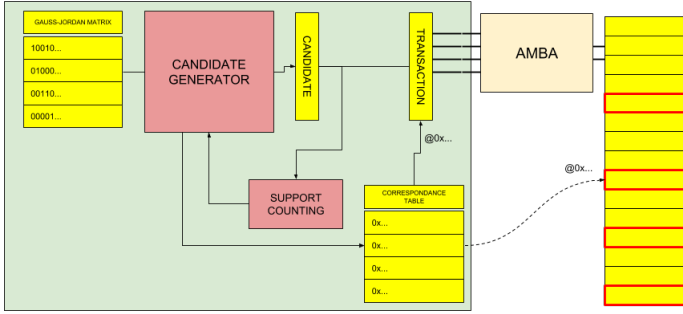 GAUSS-JORDAN MATRIX
10010...
01000...
00110...
00001...
CANDIDATE
GENERATOR
CANDIDATE
TRANSACTION
AMBA
@0x...
@0x...
SUPPORT
COUNTING
CORRESPONDANCE
TABLE
0x...
0x...
0x...
0x...